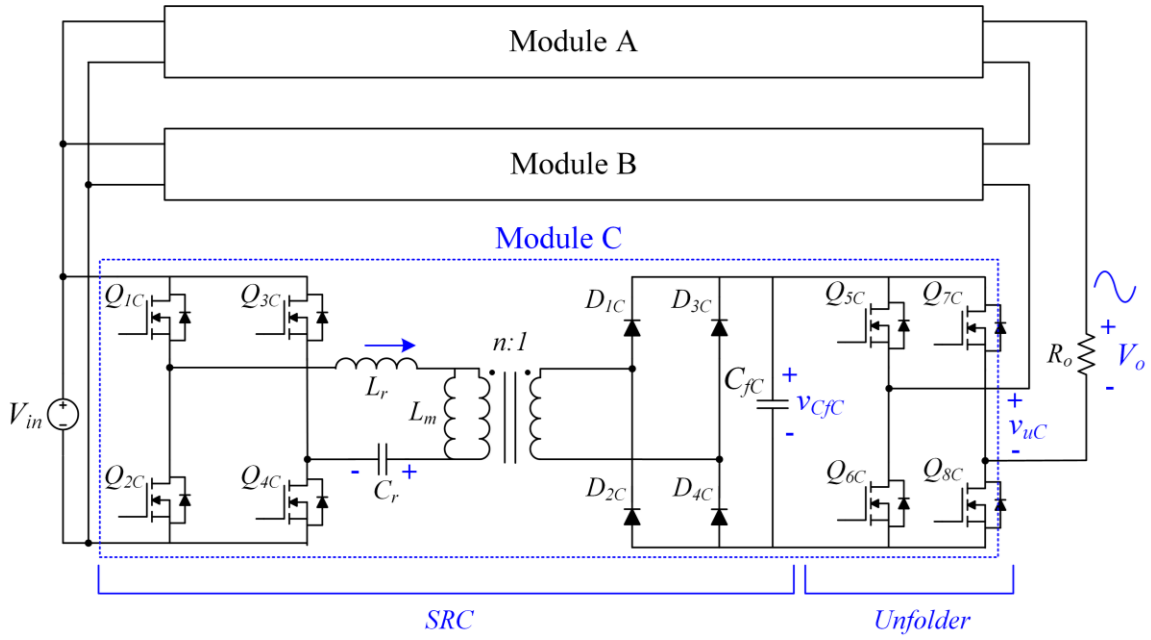 Module A
Module B
Module C
Q1C
Q3C
D1C
D3C
Q5C
Q7C
n:1
Lr
Lm
CfC
+
vCfC
-
Ro
+
Vo
-
Vin
+
-
+
vuC
-
Q2C
Q4C
-
Cr
+
D2C
D4C
Q6C
Q8C
SRC
Unfolder